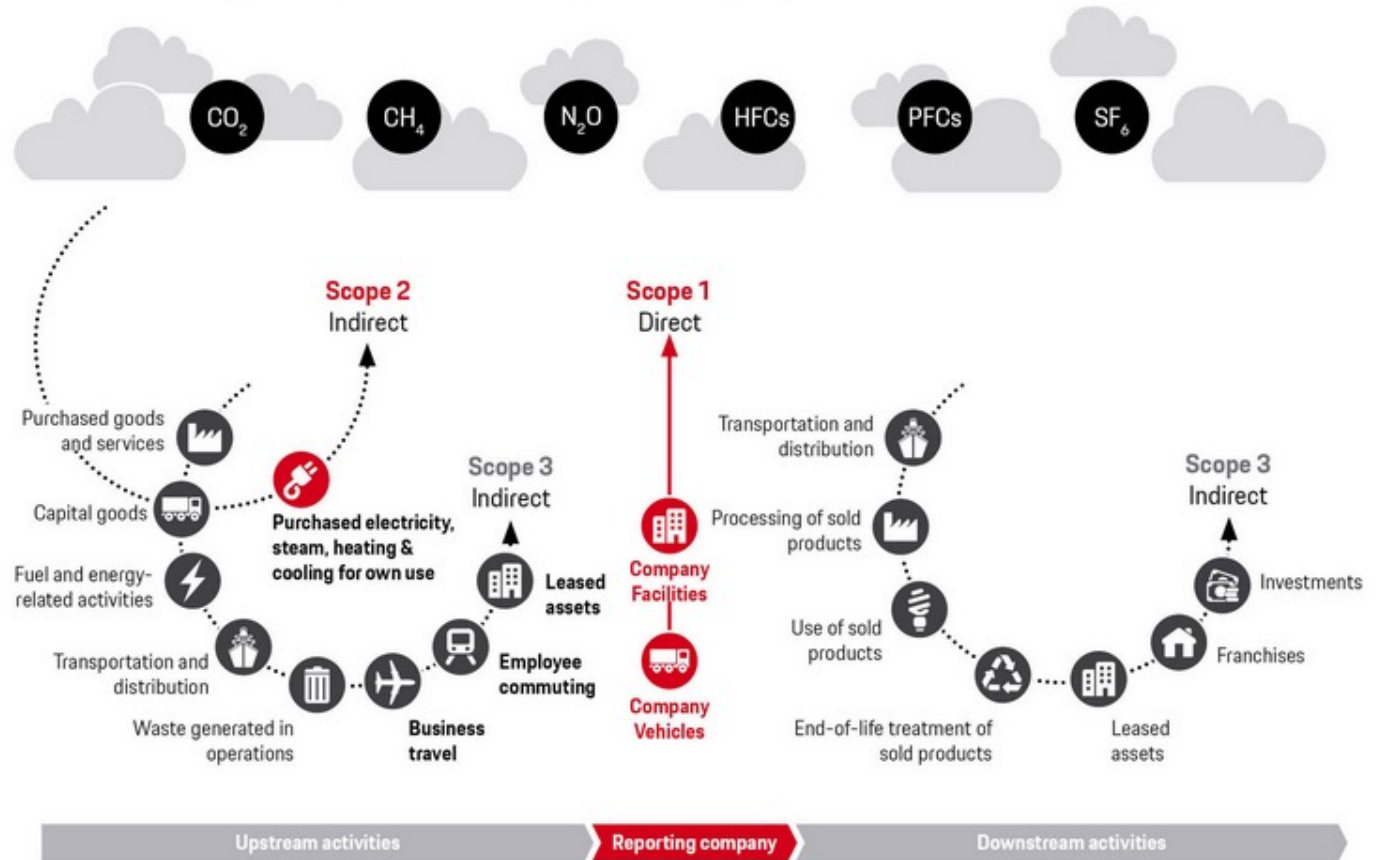 CO₂
CH₄
N₂O
HFCs
PFCs
SF₆
Scope 2
Indirect
Scope 1
Direct
Purchased goods
and services
Capital goods
Fuel and energy-
related activities
Transportation and
distribution
Waste generated in
operations
Business
travel
Employee
commuting
Leased
assets
Scope 3
Indirect
Purchased electricity,
steam, heating &
cooling for own use
Company
Facilities
Company
Vehicles
Transportation and
distribution
Processing of sold
products
Use of sold
products
End-of-life treatment of
sold products
Leased
assets
Franchises
Investments
Scope 3
Indirect
Upstream activities
Reporting company
Downstream activities